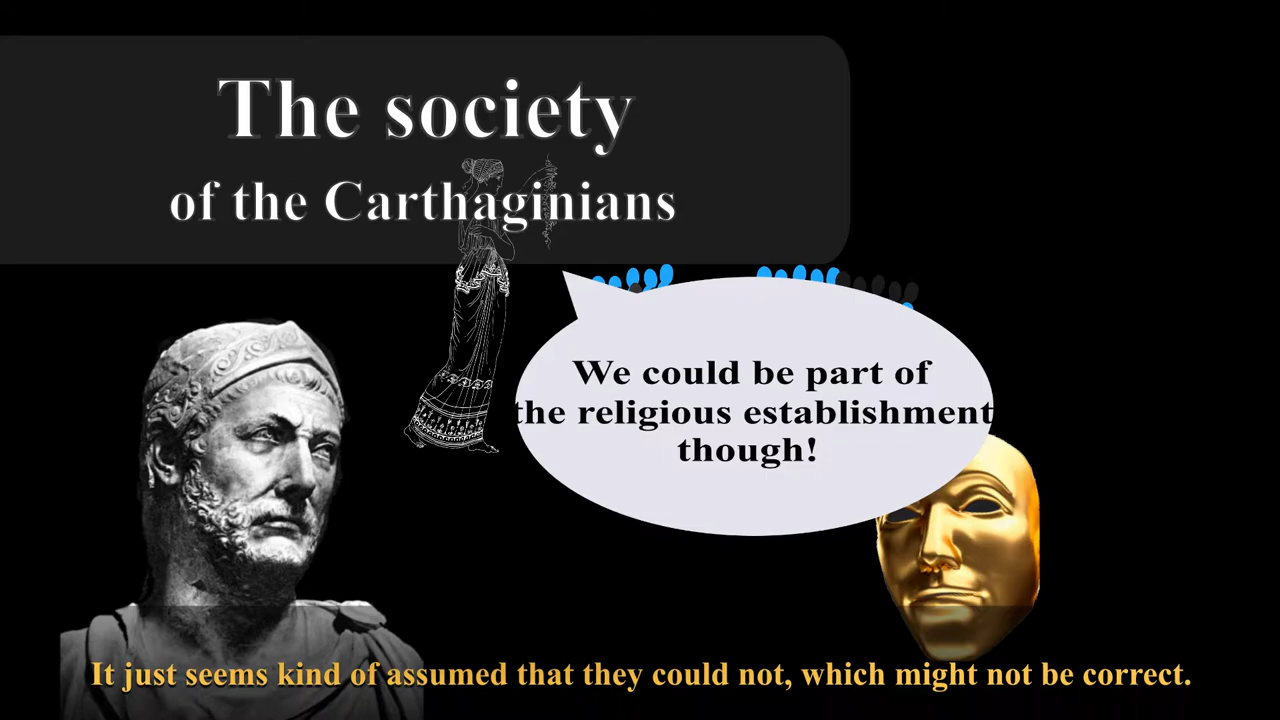 The society
of the Carthaginians
We could be part of
the religious establishment
though!
It just seems kind of assumed that they could not, which might not be correct.